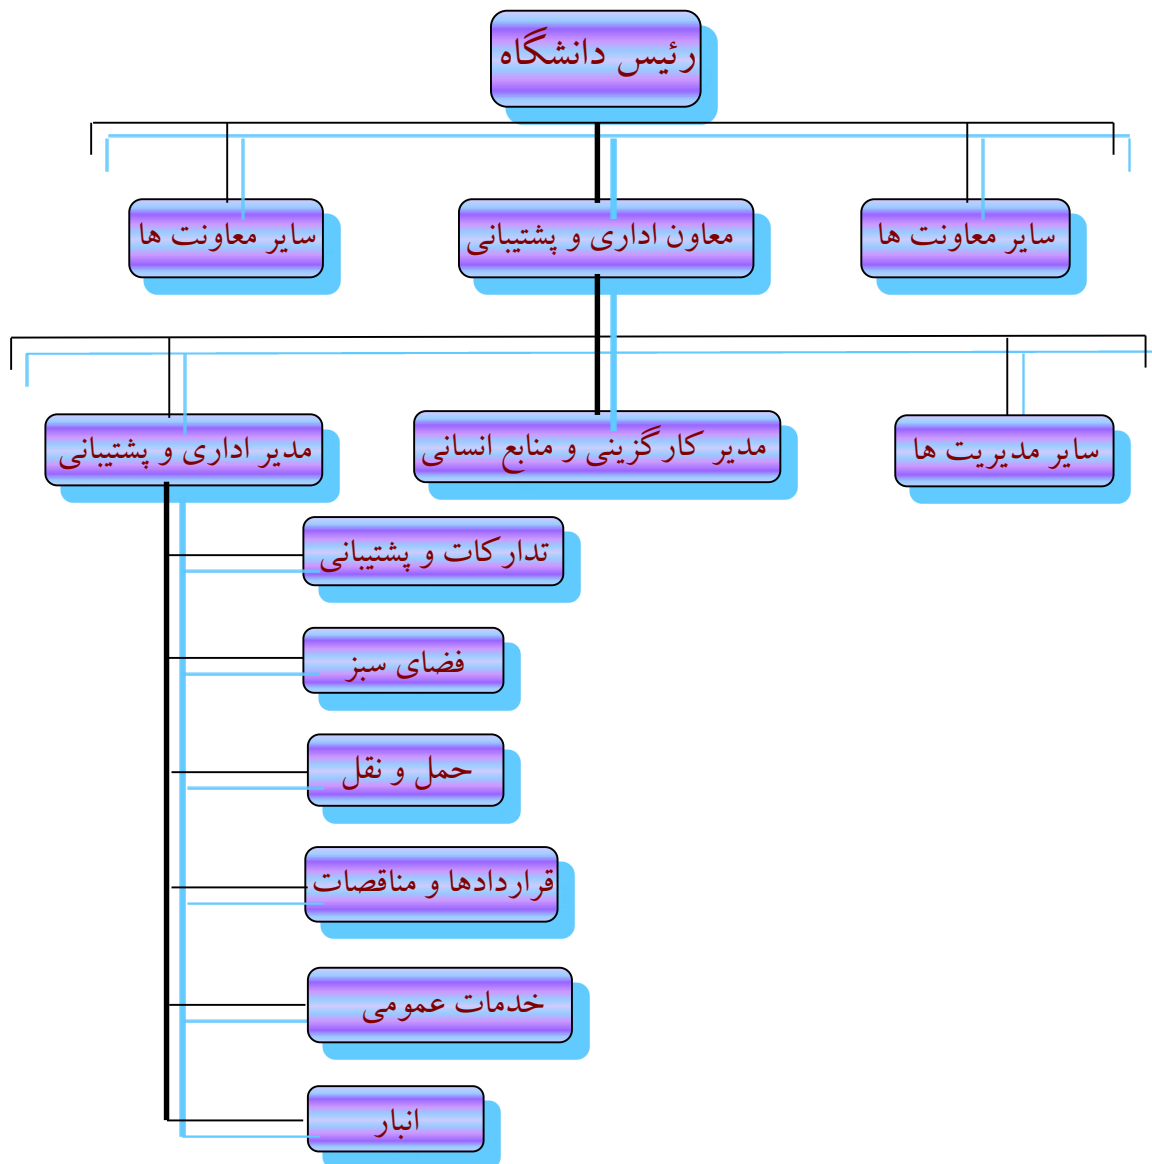 رئیس دانشگاه
سایر معاونت ها
معاون اداری و پشتیبانی
سایر معاونت ها
سایر مدیریت ها
مدیر کارگزینی و منابع انسانی
مدیر اداری و پشتیبانی
تدارکات و پشتیبانی
فضای سبز
حمل و نقل
قراردادها و مناقصات
خدمات عمومی
انبار